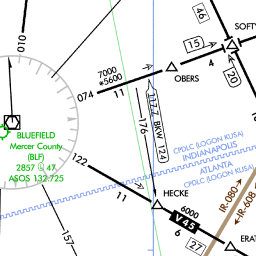 46
SOFTY
15
4
20
010
7000
*5600
OBERS
074
11
117.2 BKW 124
176
BLUEFIELD
Mercer County
(BLF)
2857 47
ASOS 132.725
CPDLC (LOGON KUSA)
INDIANAPOLIS
ATLANTA
CPDLC (LOGON KUSA)
122
11
HECKE
6000
V45
6
27
IR-080
IR-608
ERAT
157